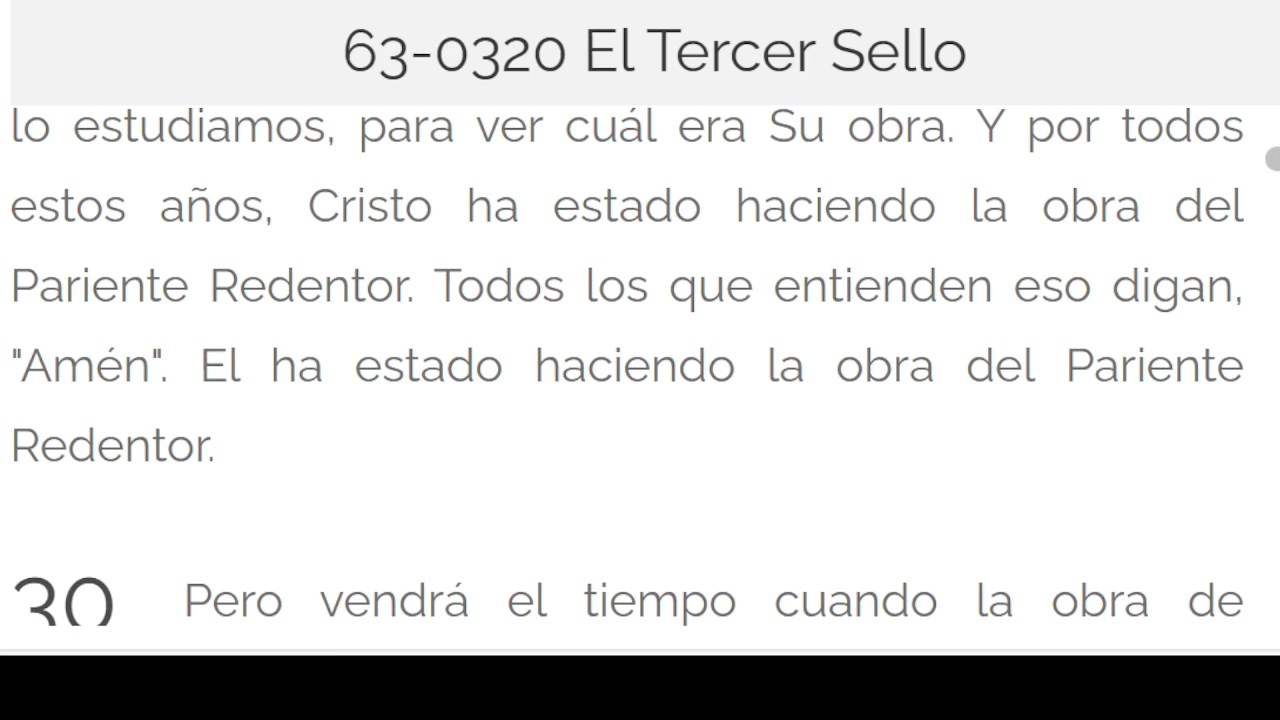 63-0320 El Tercer Sello
lo estudiamos, para ver cuál era Su obra. Y por todos
estos años, Cristo ha estado haciendo la obra del
Pariente Redentor. Todos los que entienden eso digan,
"Amén". El ha estado haciendo la obra del Pariente
Redentor.
30 Pero vendrá el tiempo cuando la obra de